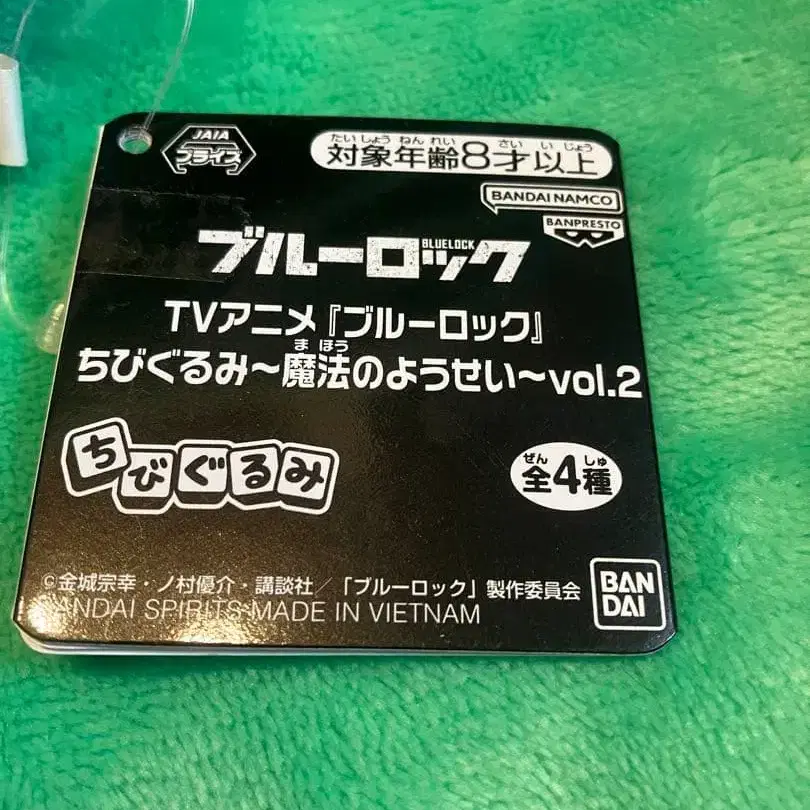 JAIA
プライズ
たいしょうねんれい さいいじょう
対象年齢8才以上
BANDAI NAMCO
BANPRESTO
ブルーロック
BLUELOCK
TVアニメ『ブルーロック』
まほう
ちびぐるみ～魔法のようせい～vol.2
ちびぐるみ
ぜん しゅ
全4種
©金城宗幸・ノ村優介・講談社/「ブルーロック」製作委員会
BANDAI SPIRITS MADE IN VIETNAM
BAN
DAI